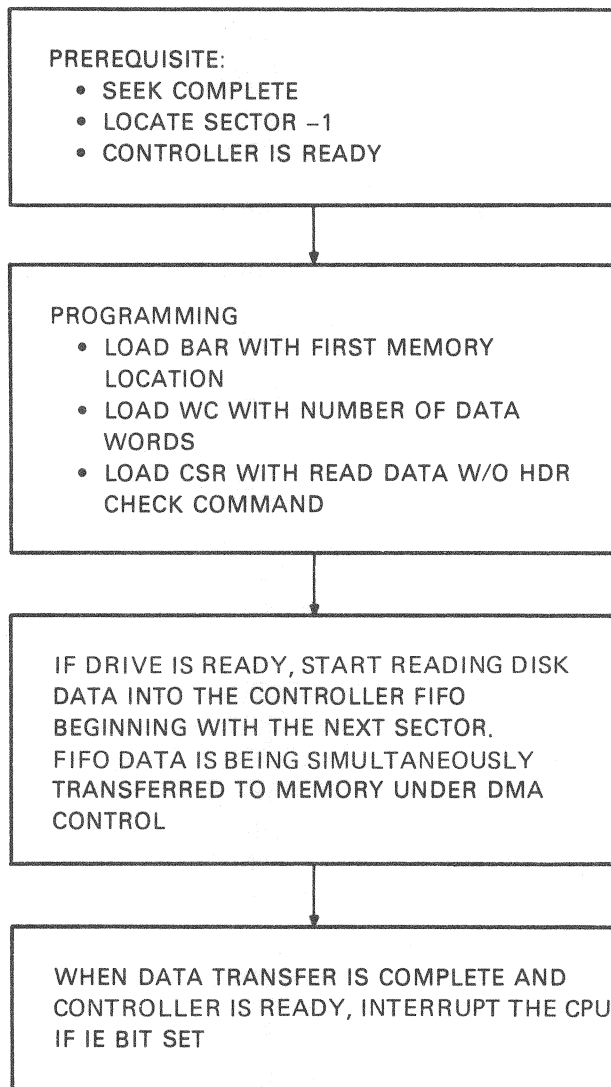 PREREQUISITE:
• SEEK COMPLETE
• LOCATE SECTOR –1
• CONTROLLER IS READY
PROGRAMMING
• LOAD BAR WITH FIRST MEMORY
LOCATION
• LOAD WC WITH NUMBER OF DATA
WORDS
• LOAD CSR WITH READ DATA W/O HDR
CHECK COMMAND
IF DRIVE IS READY, START READING DISK
DATA INTO THE CONTROLLER FIFO
BEGINNING WITH THE NEXT SECTOR.
FIFO DATA IS BEING SIMULTANEOUSLY
TRANSFERRED TO MEMORY UNDER DMA
CONTROL
WHEN DATA TRANSFER IS COMPLETE AND
CONTROLLER IS READY, INTERRUPT THE CPU
IF IE BIT SET